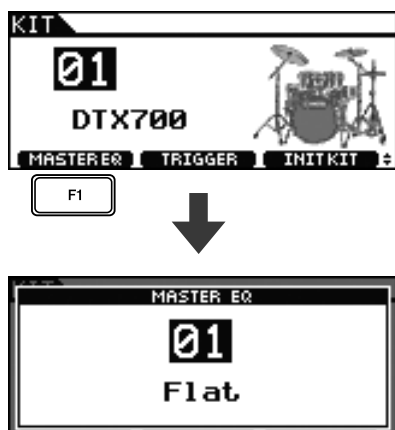 KIT
01
DTX700
MASTER EQ TRIGGER INIT KIT
F1
MASTER EQ
01
Flat